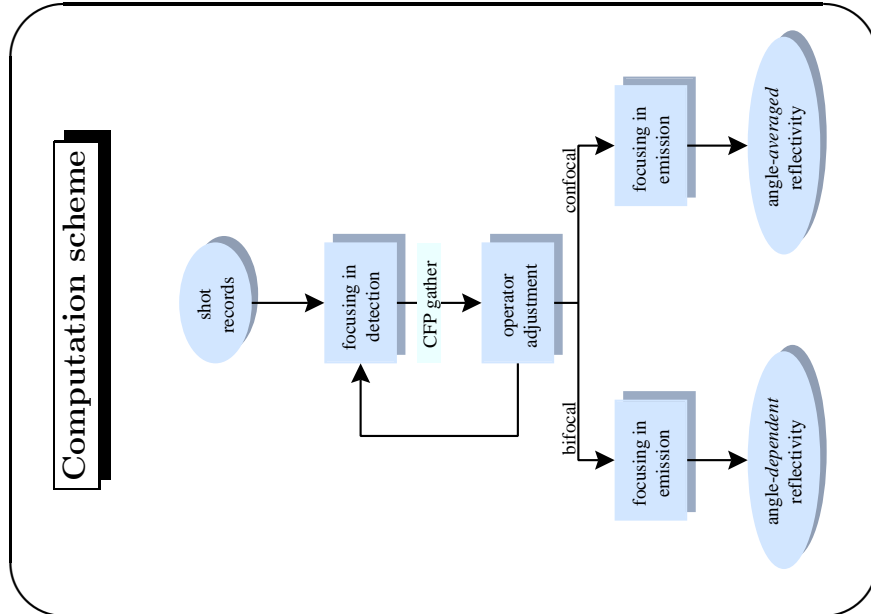 Computation scheme
shot
records
focusing in
detection
CFP gather
operator
adjustment
bifocal
confocal
focusing in
emission
focusing in
emission
angle-dependent
reflectivity
angle-averaged
reflectivity